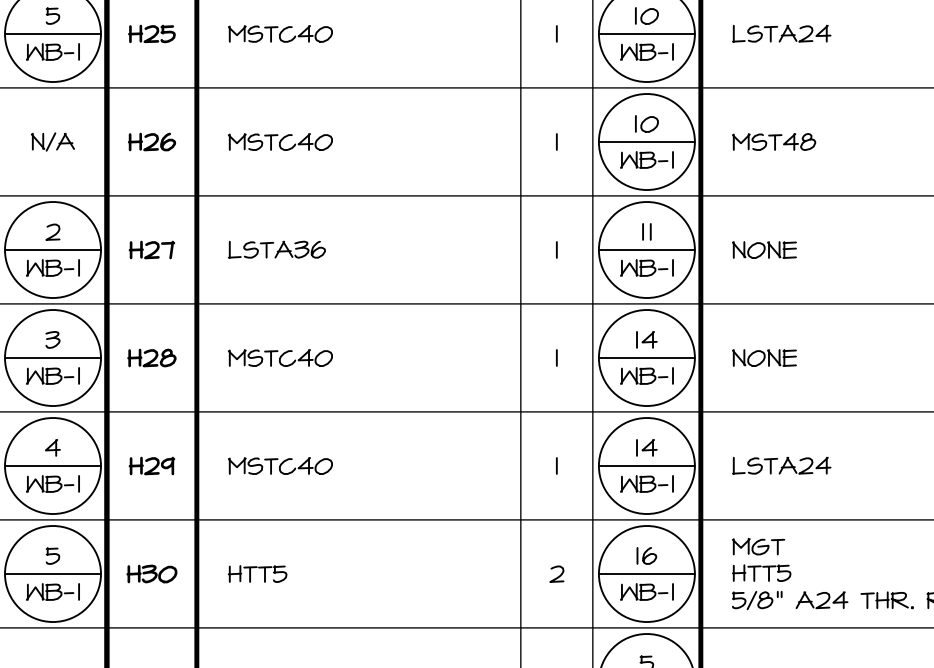 5
WB-1
H25
MSTC40
1
10
WB-1
LSTA24
N/A
H26
MSTC40
1
10
WB-1
MST48
2
WB-1
H27
LSTA36
1
11
WB-1
NONE
3
WB-1
H28
MSTC40
1
14
WB-1
NONE
4
WB-1
H29
MSTC40
1
14
WB-1
LSTA24
5
WB-1
H30
HTT5
2
16
WB-1
MGT
HTT5
5/8" A24 THR.
5